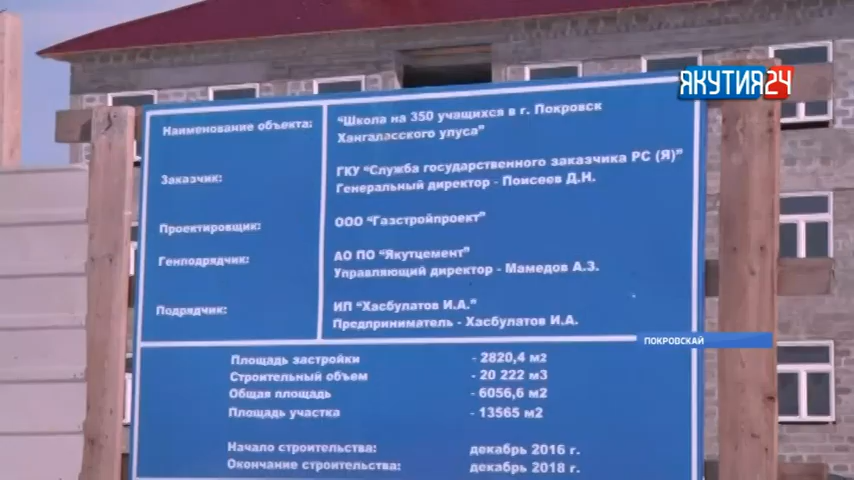 ЯКУТИЯ24
Наименование объекта:
"Школа на 350 учащихся в г. Покровск
Хангаласского улуса"
Заказчик:
ГКУ "Служба государственного заказчика РС (Я)"
Генеральный директор - Поисеев Д.Н.
Проектировщик:
ООО "Газстройпроект"
Генподрядчик:
АО ПО "Якутцемент"
Управляющий директор - Мамедов А.З.
Подрядчик:
ИП "Хасбулатов И.А."
Предприниматель - Хасбулатов И.А.
ПОКРОВСКАЙ
Площадь застройки - 2820,4 м2
Строительный объем - 20 222 м3
Общая площадь - 6056,6 м2
Площадь участка - 13565 м2
Начало строительства: декабрь 2016 г.
Окончание строительства: декабрь 2018 г.